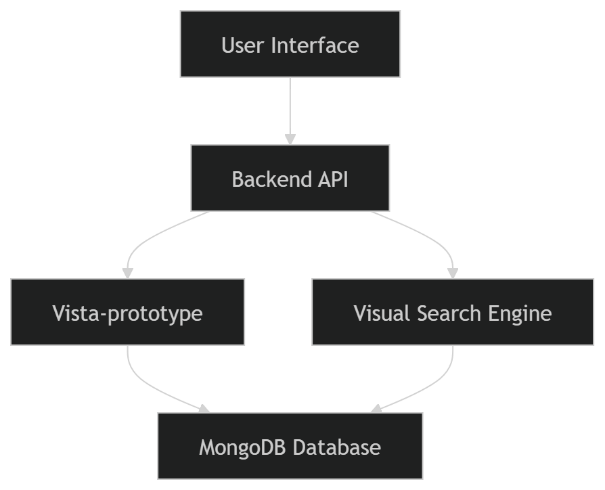 User Interface
Backend API
Vista-prototype
Visual Search Engine
MongoDB Database